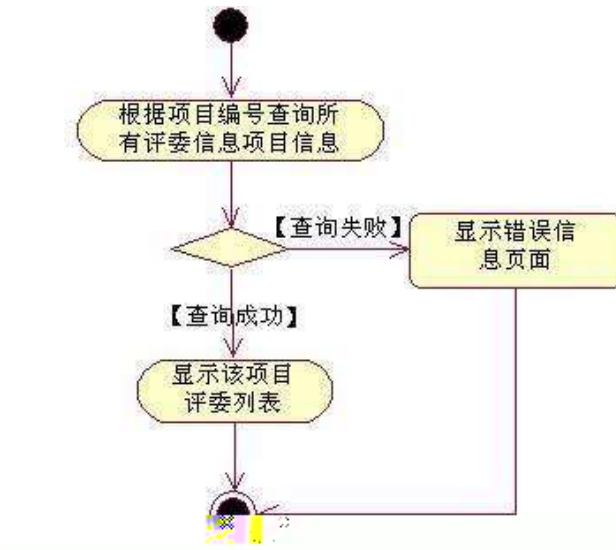 根据项目编号查询所
有评委信息项目信息
【查询失败】
显示错误信
息页面
【查询成功】
显示该项目
评委列表